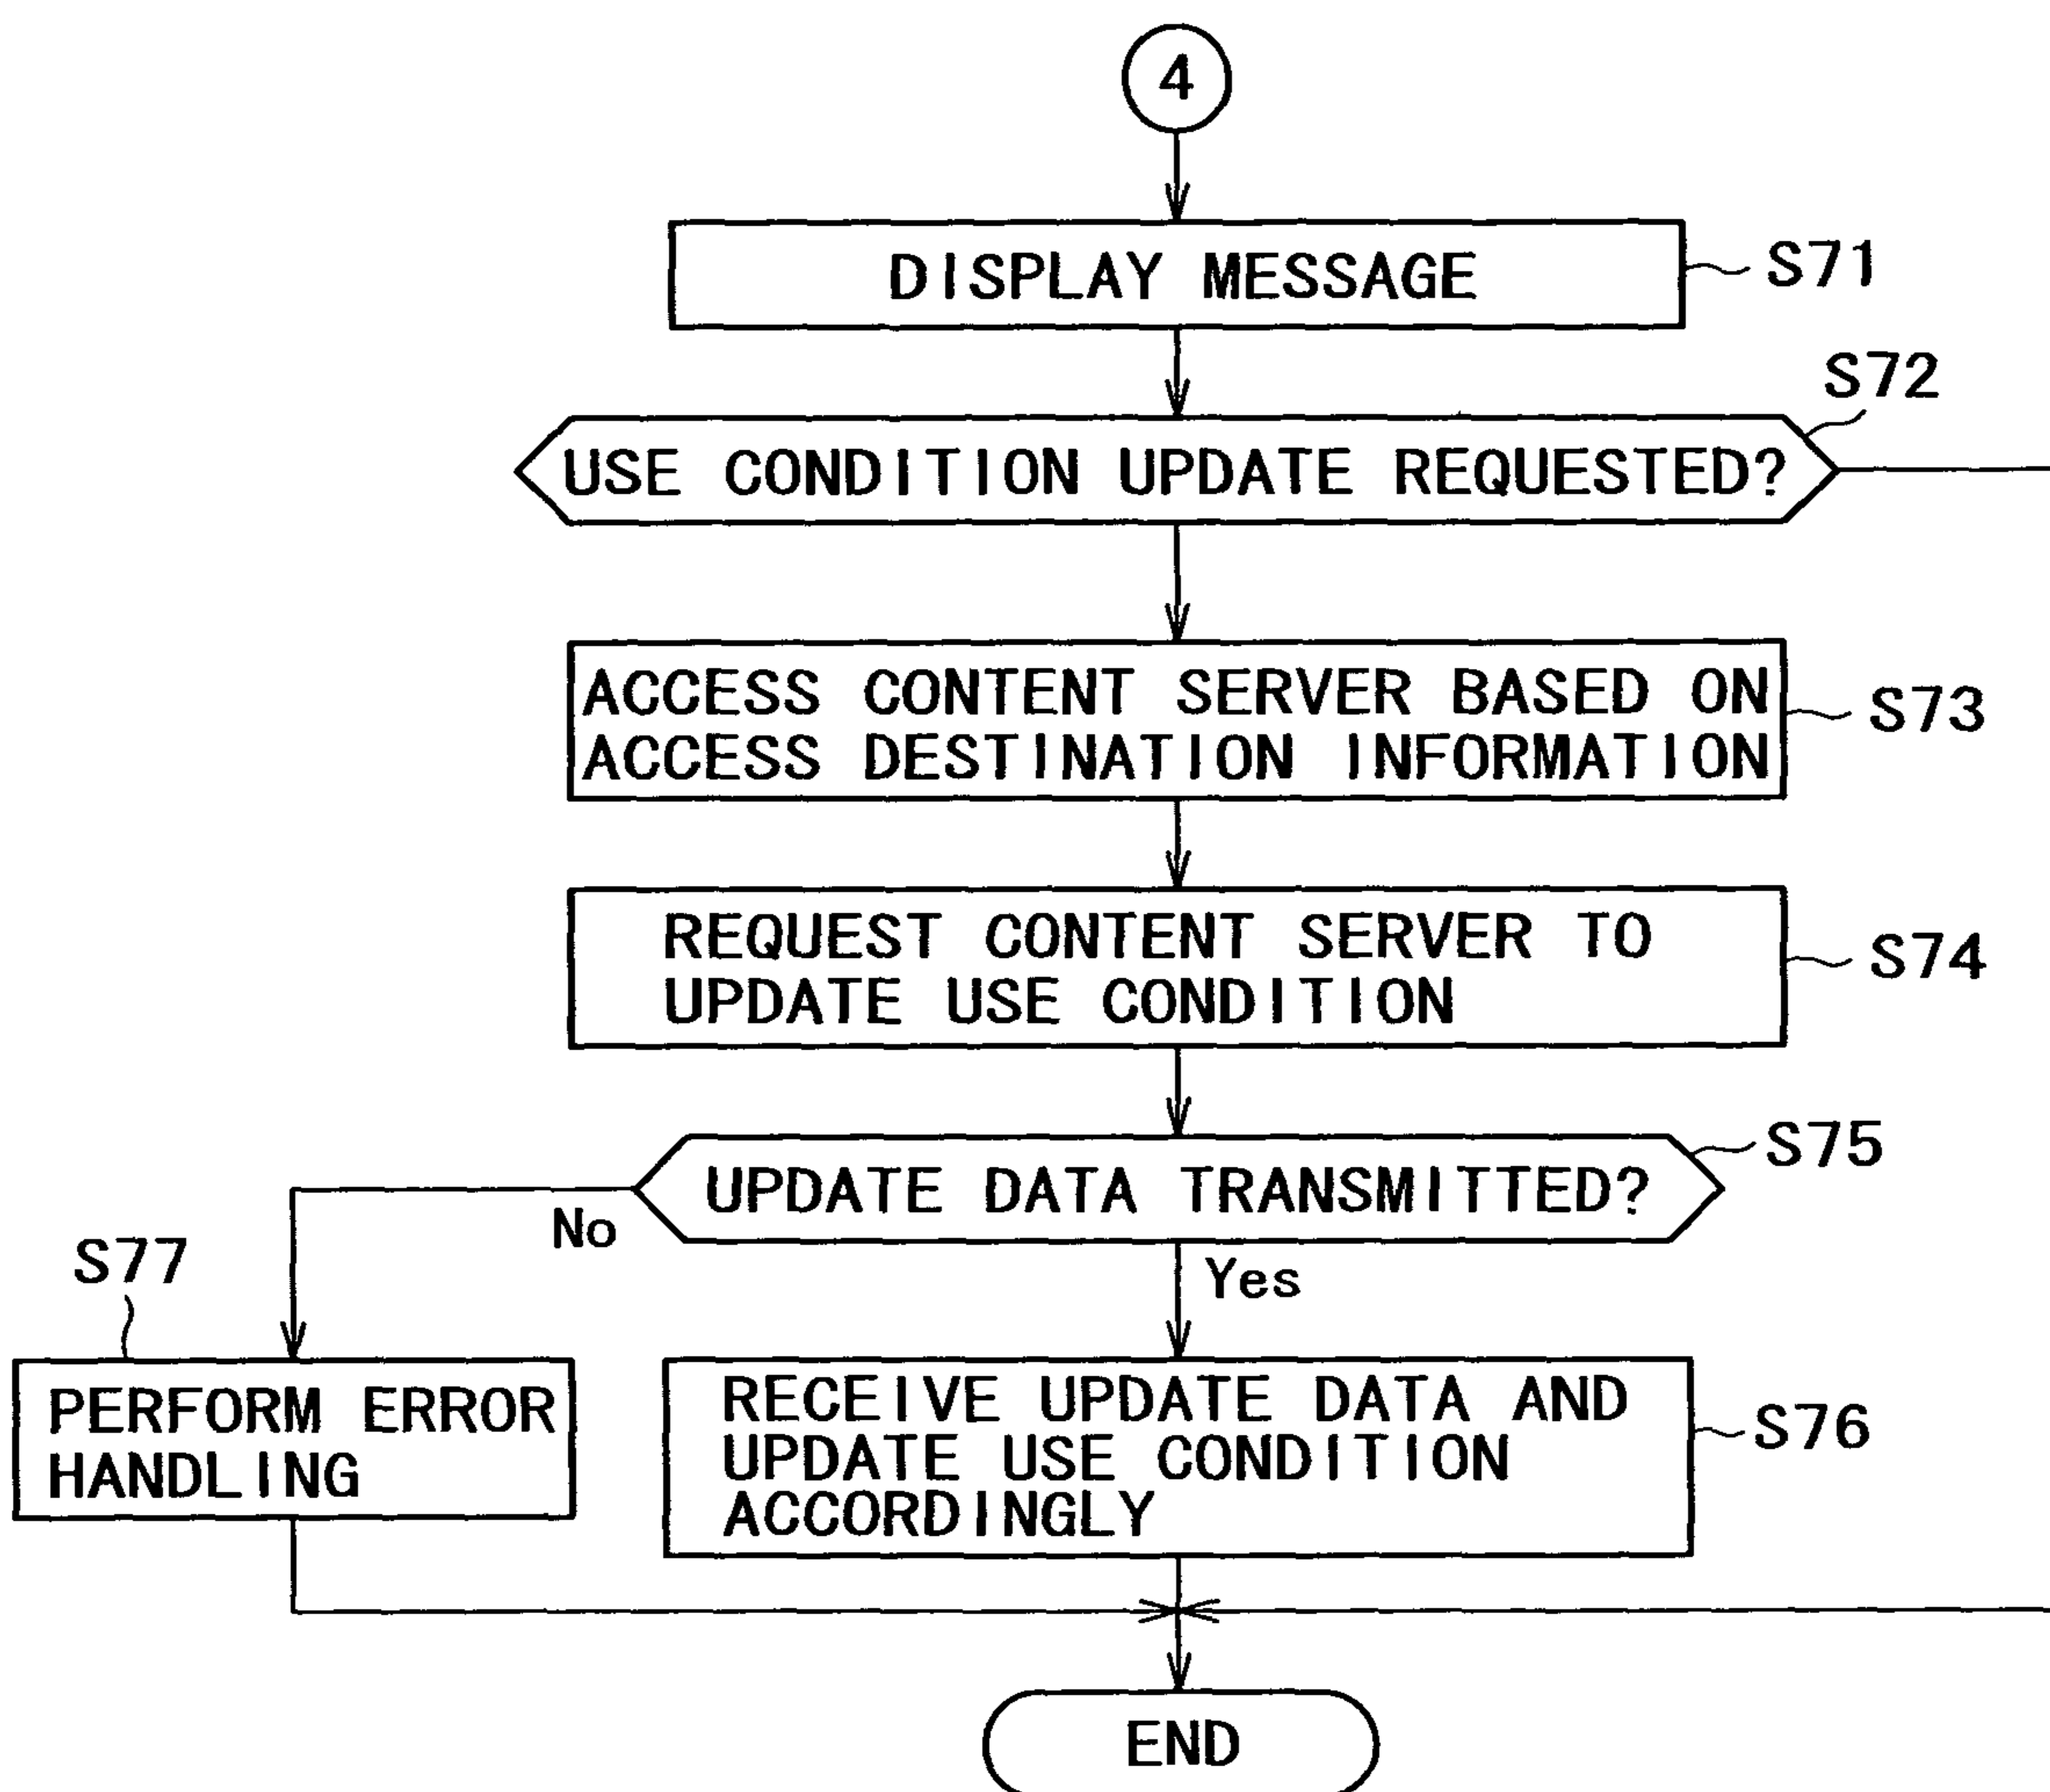 4
DISPLAY MESSAGE
S71
S72
USE CONDITION UPDATE REQUESTED?
ACCESS CONTENT SERVER BASED ON
ACCESS DESTINATION INFORMATION
S73
REQUEST CONTENT SERVER TO
UPDATE USE CONDITION
S74
S75
UPDATE DATA TRANSMITTED?
No
Yes
S77
PERFORM ERROR
HANDLING
RECEIVE UPDATE DATA AND
UPDATE USE CONDITION
ACCORDINGLY
S76
END